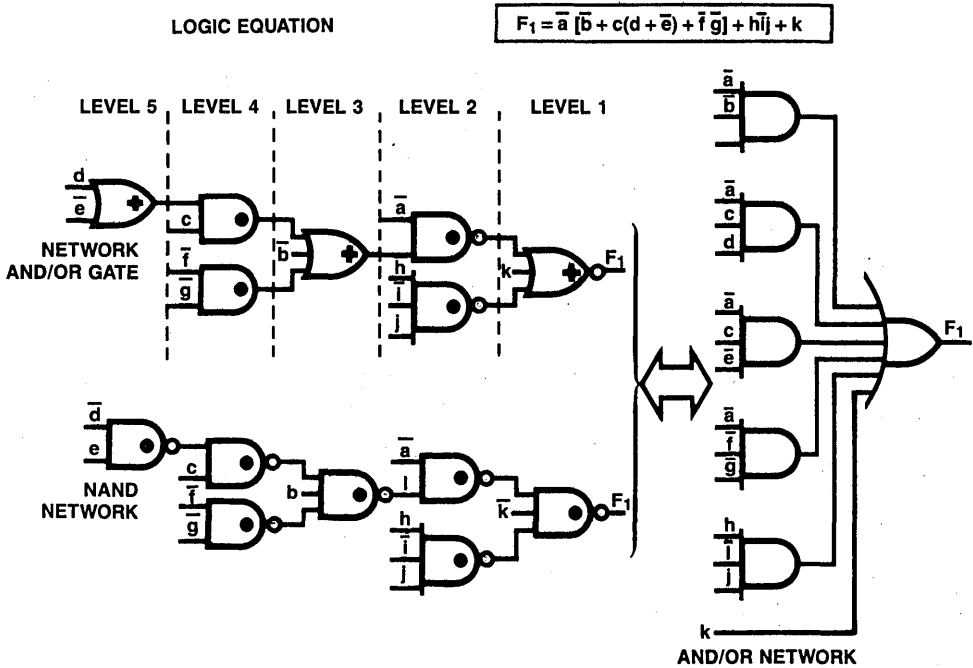 LOGIC EQUATION
F₁ = a̅ [b̅ + c(d + e̅) + f̅ g̅] + hi̅j + k
LEVEL 5
LEVEL 4
LEVEL 3
LEVEL 2
LEVEL 1
d
e̅
+
c
f̅
g̅
b̅
+
a̅
h
i̅
j
k
+
F₁
NETWORK
AND/OR GATE
d̅
e
c
f̅
g̅
b
a̅
l
h
i̅
j
k̅
F₁
NAND
NETWORK
a̅
b̅
a̅
c
d
a̅
c
e̅
a̅
f̅
g̅
h
i̅
j
k
F₁
AND/OR NETWORK